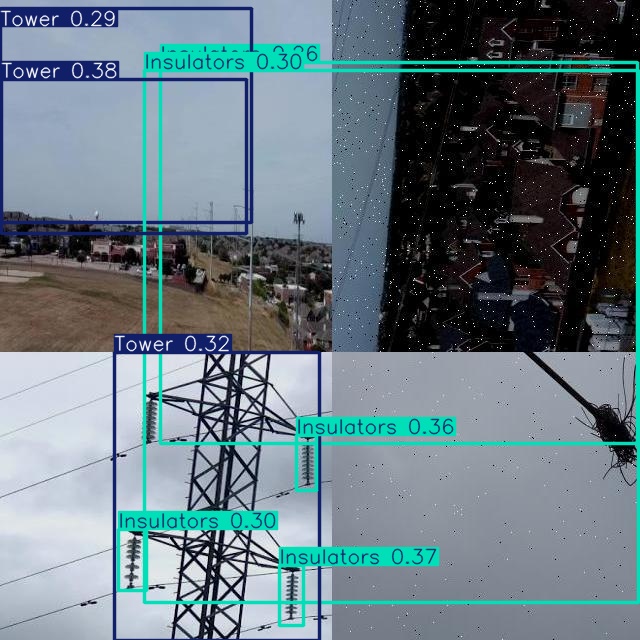 Tower 0.29
Insulators 0.26
Insulators 0.30
Tower 0.38
Tower 0.32
Insulators 0.36
Insulators 0.30
Insulators 0.37